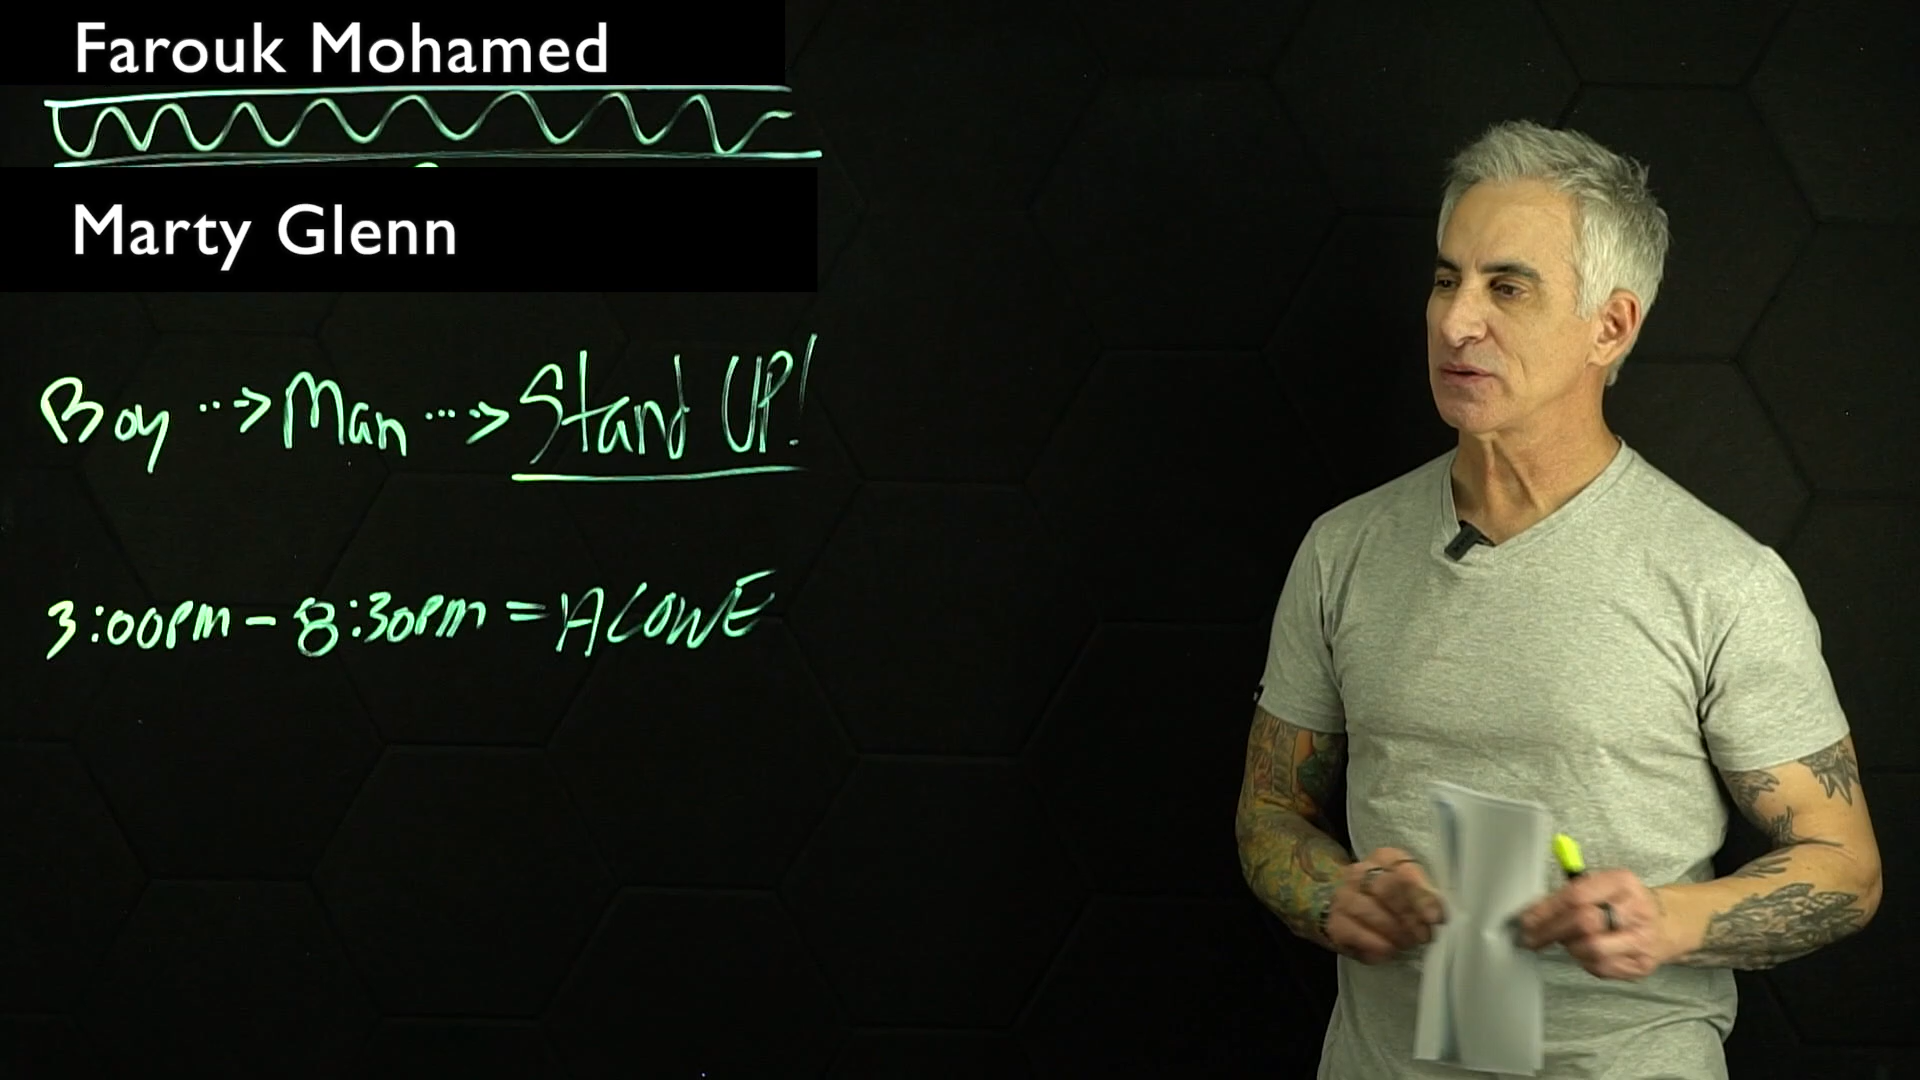 Farouk Mohamed
Marty Glenn
Boy ···> Man ···> Stand UP!
3:00PM - 8:30PM = ALONE